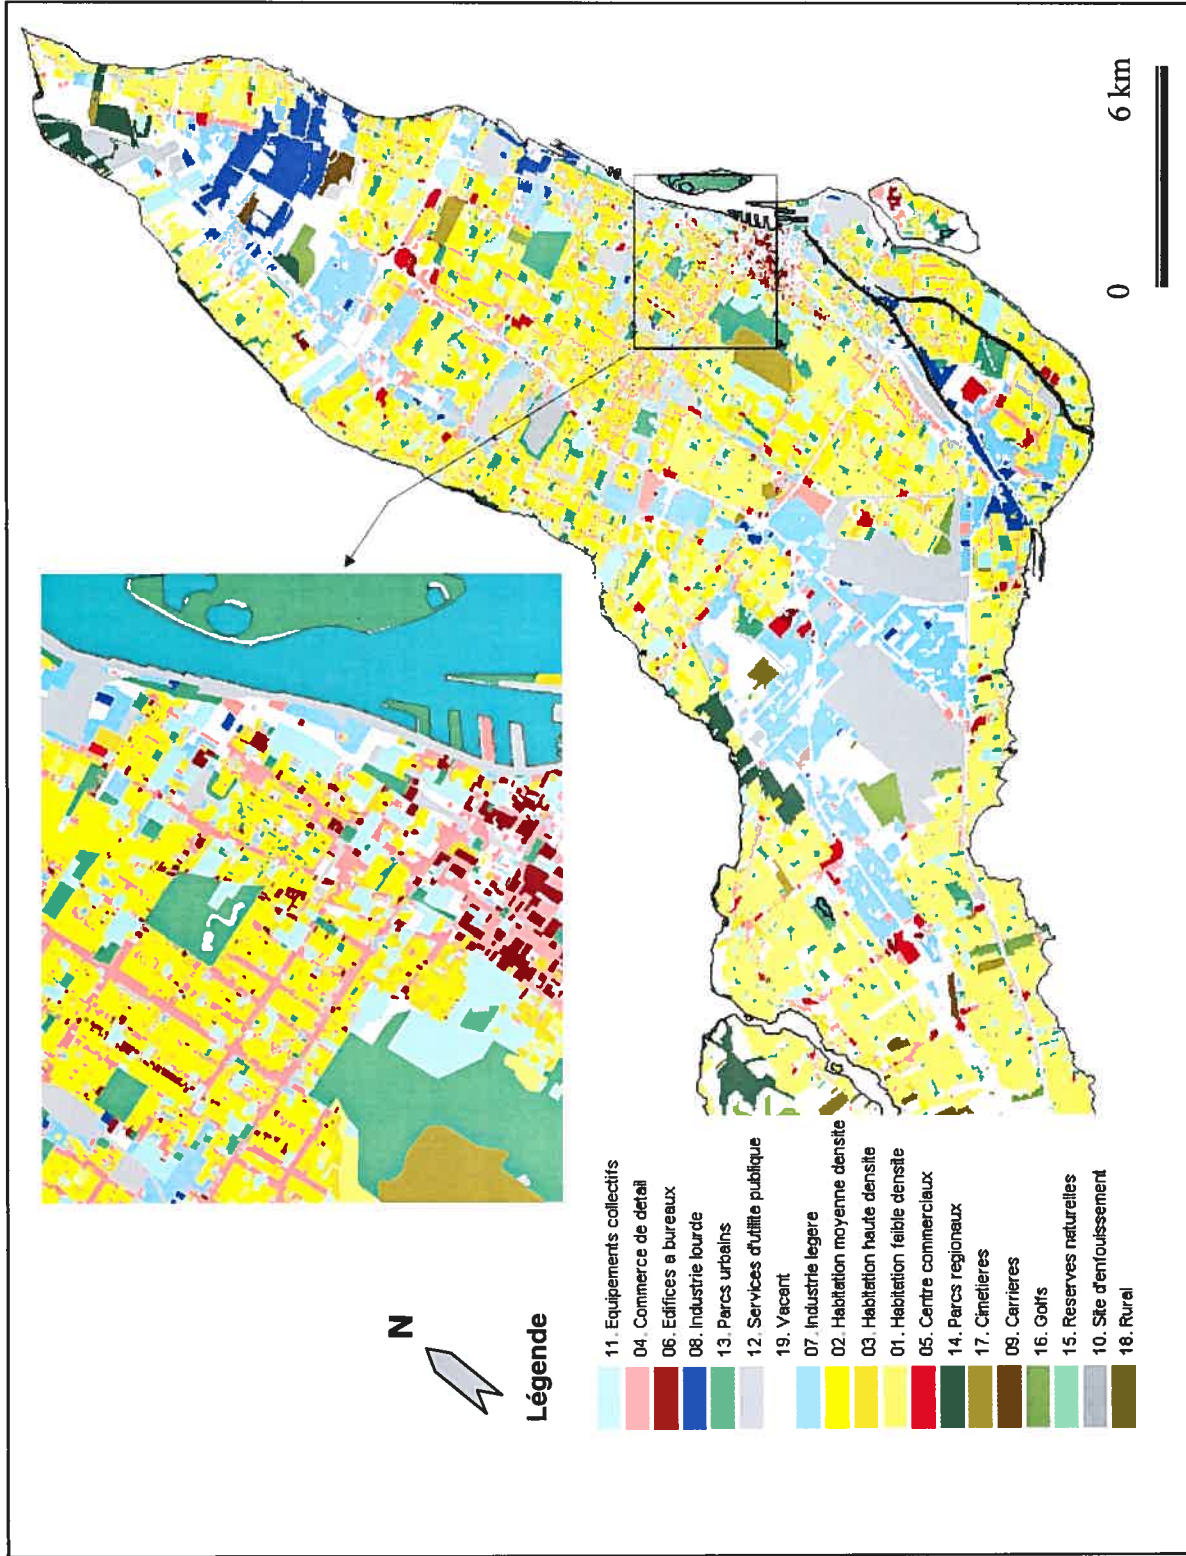 N
Légende
11. Equipements collectifs
04. Commerce de detail
06. Edifices a bureaux
08. Industrie lourde
13. Parcs urbains
12. Services d'utilite publique
19. Vacant
07. Industrie legere
02. Habitation moyenne densite
03. Habitation haute densite
01. Habitation faible densite
05. Centre commerciaux
14. Parcs regionaux
17. Cimetieres
09. Carrieres
16. Golfs
15. Reserves naturelles
10. Site d'enfouissement
18. Rural
0 6 km